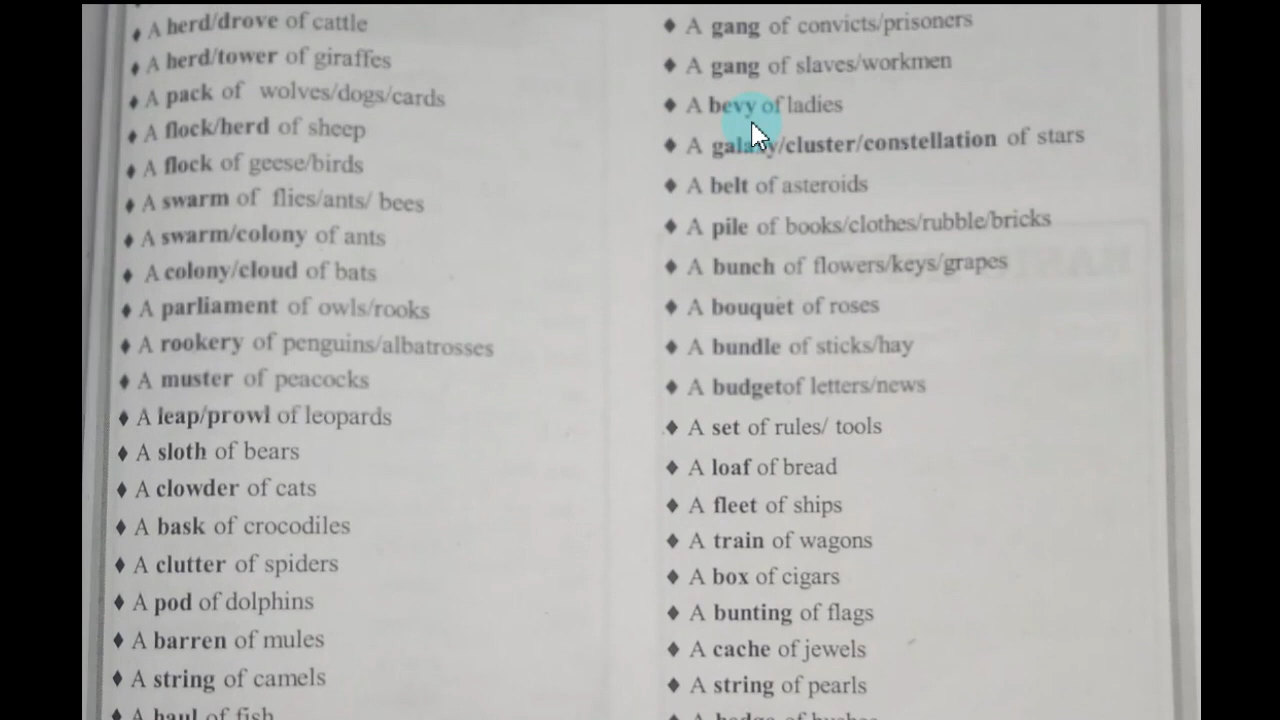 ♦ A herd/drove of cattle
♦ A herd/tower of giraffes
♦ A pack of wolves/dogs/cards
♦ A flock/herd of sheep
♦ A flock of geese/birds
♦ A swarm of flies/ants/ bees
♦ A swarm/colony of ants
♦ A colony/cloud of bats
♦ A parliament of owls/rooks
♦ A rookery of penguins/albatrosses
♦ A muster of peacocks
♦ A leap/prowl of leopards
♦ A sloth of bears
♦ A clowder of cats
♦ A bask of crocodiles
♦ A clutter of spiders
♦ A pod of dolphins
♦ A barren of mules
♦ A string of camels
♦ A haul of fish
♦ A gang of convicts/prisoners
♦ A gang of slaves/workmen
♦ A bevy of ladies
♦ A galaxy/cluster/constellation of stars
♦ A belt of asteroids
♦ A pile of books/clothes/rubble/bricks
♦ A bunch of flowers/keys/grapes
♦ A bouquet of roses
♦ A bundle of sticks/hay
♦ A budgetof letters/news
♦ A set of rules/ tools
♦ A loaf of bread
♦ A fleet of ships
♦ A train of wagons
♦ A box of cigars
♦ A bunting of flags
♦ A cache of jewels
♦ A string of pearls